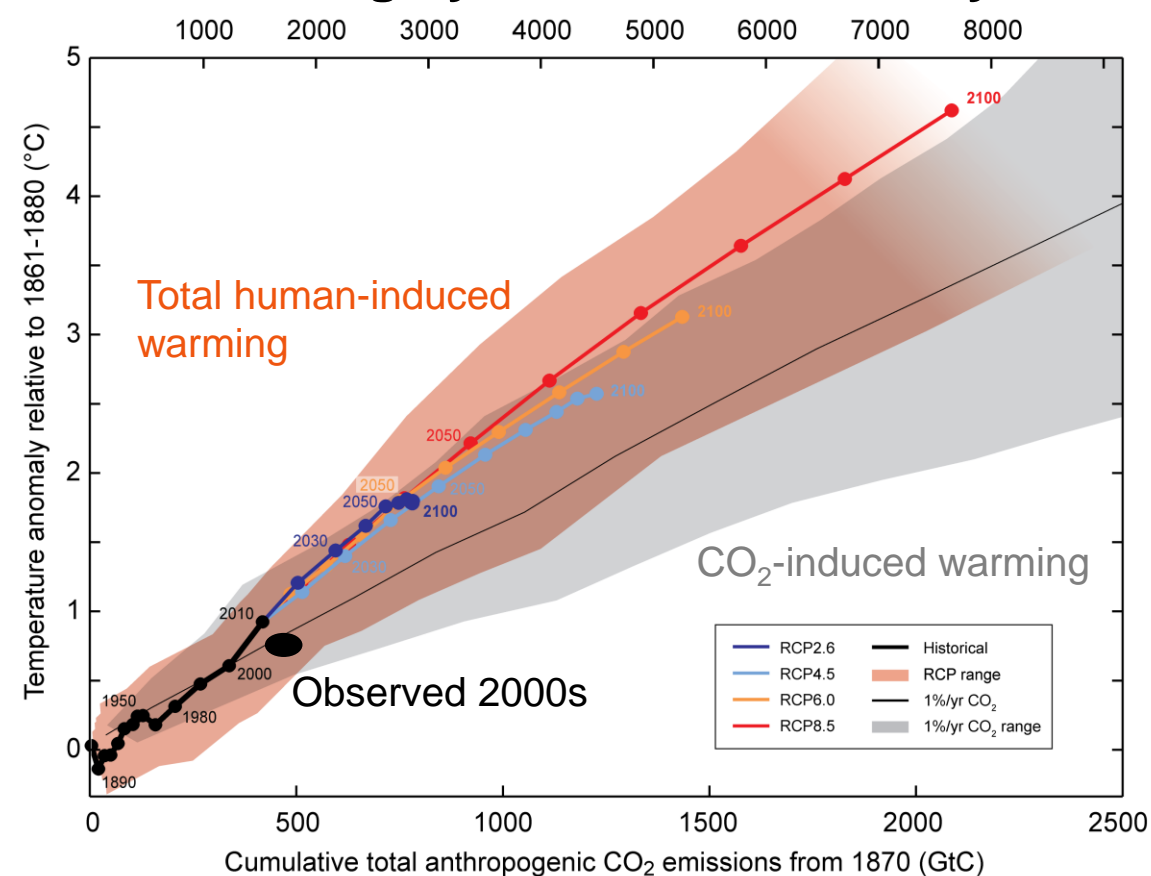 1000 2000 3000 4000 5000 6000 7000 8000
5
4
3
2
1
0
Temperature anomaly relative to 1861-1880 (°C)
2100
Total human-induced
warming
2100
2100
2050
2050
2050
2100
2030
2010
CO₂-induced warming
2000
Observed 2000s
1950
1980
1890
RCP2.6
RCP4.5
RCP6.0
RCP8.5
Historical
RCP range
1%/yr CO₂
1%/yr CO₂ range
0 500 1000 1500 2000 2500
Cumulative total anthropogenic CO₂ emissions from 1870 (GtC)